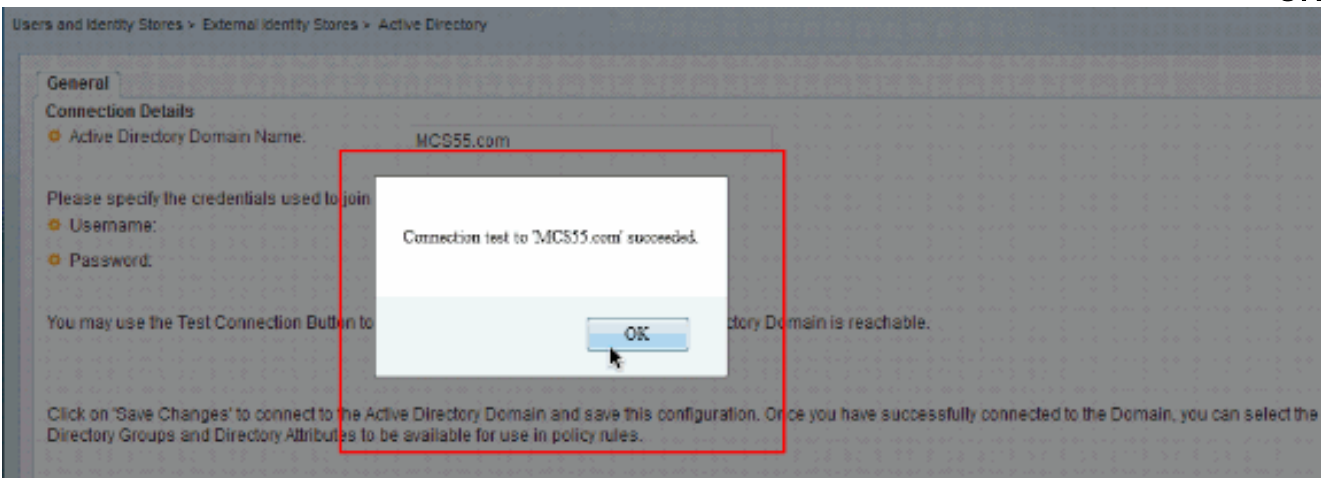 Users and Identity Stores > External Identity Stores > Active Directory
General
Connection Details
Active Directory Domain Name:
MCS55.com
Please specify the credentials used to join
Username:
Connection test to 'MCS55.com' succeeded.
Password:
You may use the Test Connection Button to
ctory Domain is reachable.
OK
Click on 'Save Changes' to connect to the Active Directory Domain and save this configuration. Once you have successfully connected to the Domain, you can select the
Directory Groups and Directory Attributes to be available for use in policy rules.